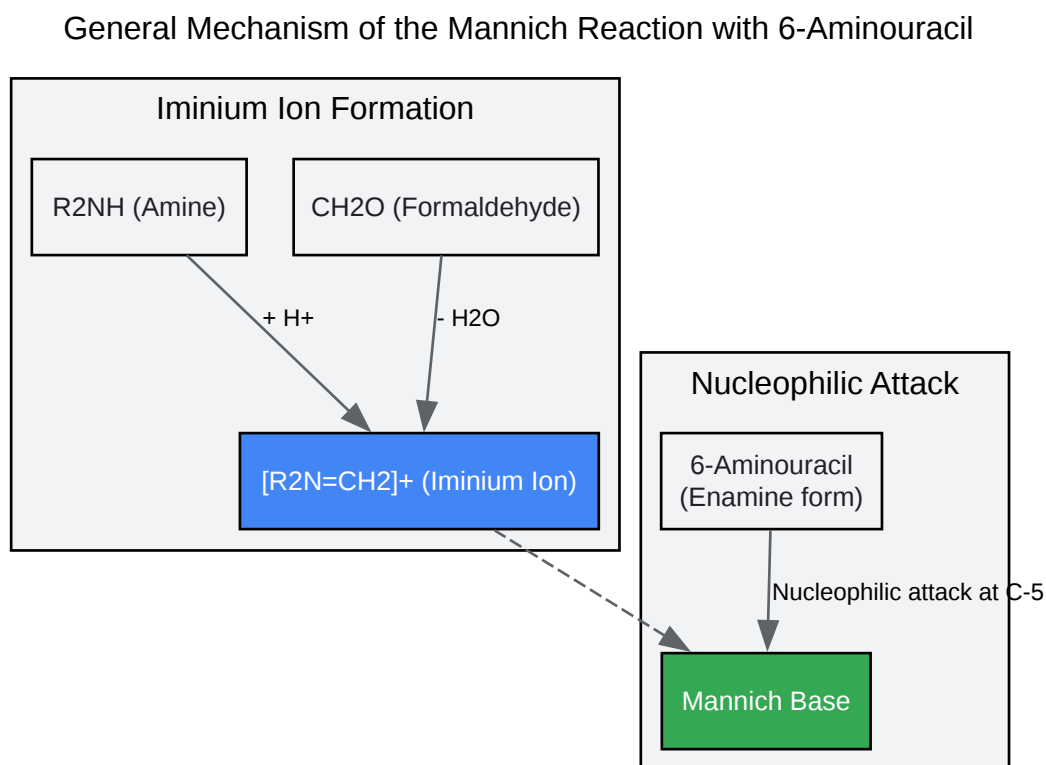 General Mechanism of the Mannich Reaction with 6-Aminouracil
Iminium Ion Formation
R2NH (Amine)
CH2O (Formaldehyde)
+ H+
- H2O
[R2N=CH2]+ (Iminium Ion)
Nucleophilic Attack
6-Aminouracil
(Enamine form)
Nucleophilic attack at C-5
Mannich Base